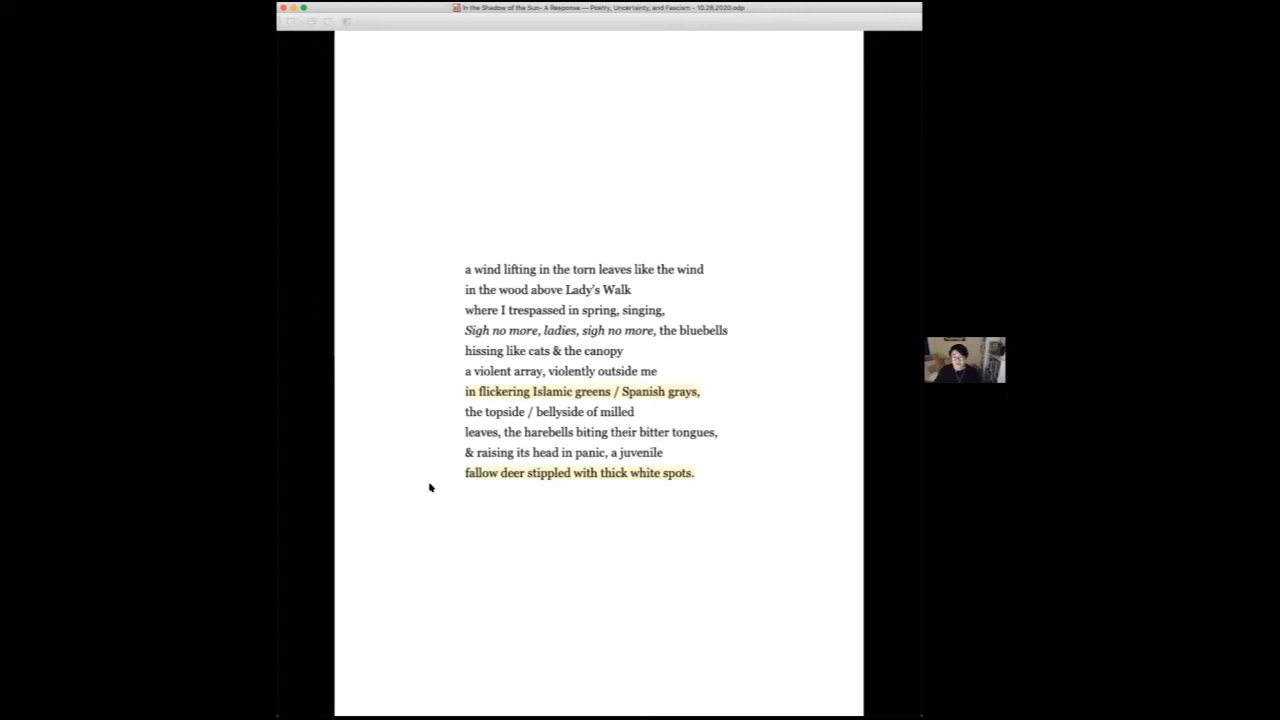 In the Shadow of the Sun- A Response — Poetry, Uncertainty, and Fascism - 10.28.2020.odp
a wind lifting in the torn leaves like the wind
in the wood above Lady's Walk
where I trespassed in spring, singing,
Sigh no more, ladies, sigh no more, the bluebells
hissing like cats & the canopy
a violent array, violently outside me
in flickering Islamic greens / Spanish grays,
the topside / bellyside of milled
leaves, the harebells biting their bitter tongues,
& raising its head in panic, a juvenile
fallow deer stippled with thick white spots.